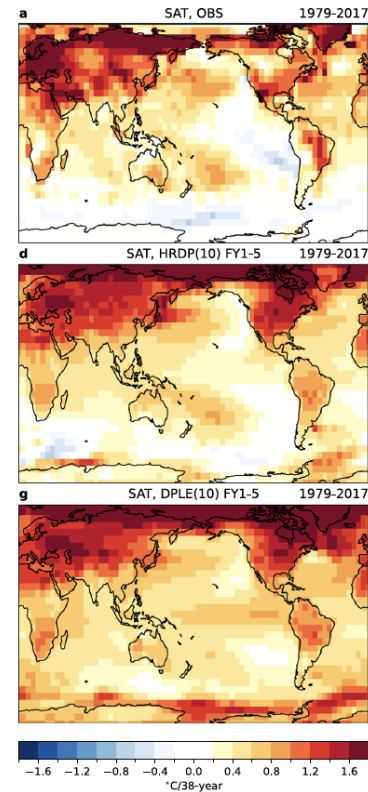 a SAT, OBS 1979-2017
d SAT, HRDP(10) FY1-5 1979-2017
g SAT, DPLE(10) FY1-5 1979-2017
−1.6 −1.2 −0.8 −0.4 0.0 0.4 0.8 1.2 1.6
°C/38-year